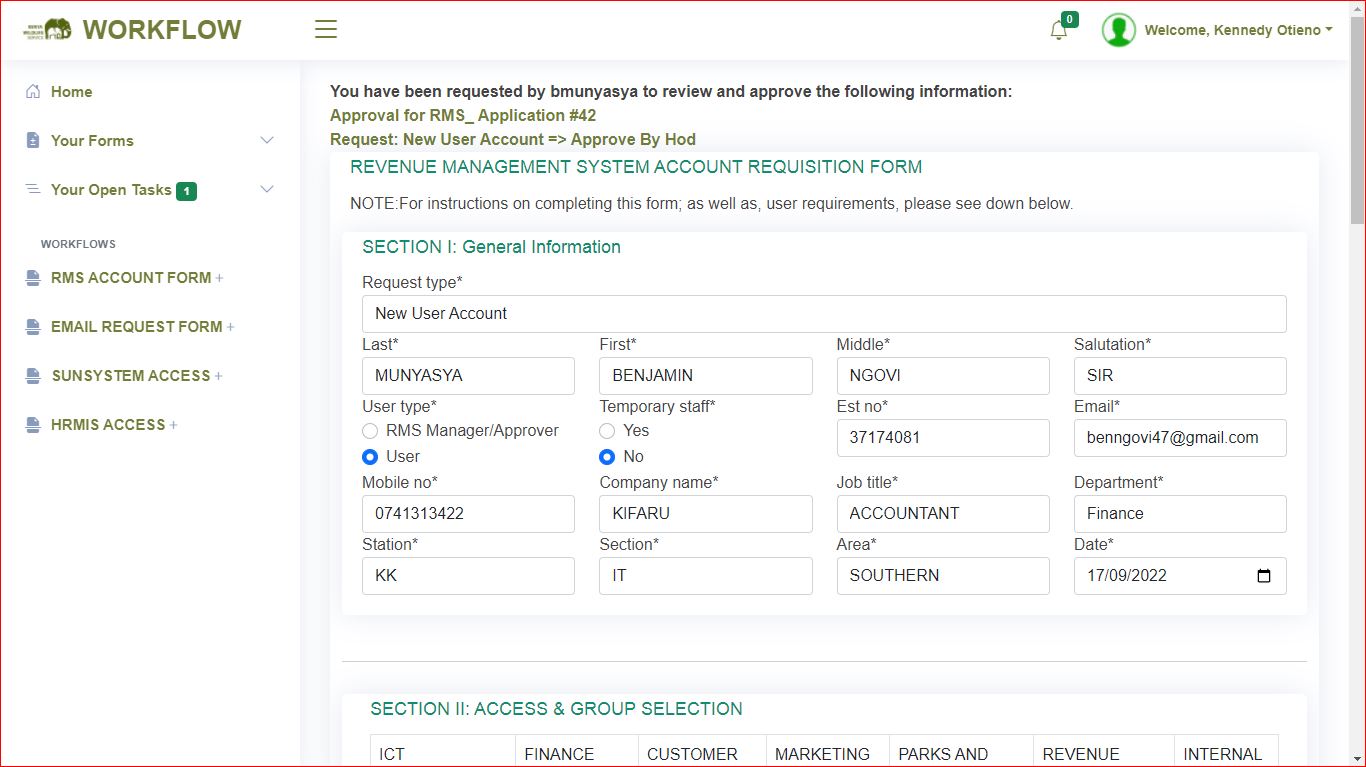 WORKFLOW
0
Welcome, Kennedy Otieno
Home
Your Forms
Your Open Tasks 1
WORKFLOWS
RMS ACCOUNT FORM +
EMAIL REQUEST FORM +
SUNSYSTEM ACCESS +
HRMIS ACCESS +
You have been requested by bmunyasya to review and approve the following information:
Approval for RMS_ Application #42
Request: New User Account => Approve By Hod
REVENUE MANAGEMENT SYSTEM ACCOUNT REQUISITION FORM
NOTE:For instructions on completing this form; as well as, user requirements, please see down below.
SECTION I: General Information
Request type*
New User Account
Last* First* Middle* Salutation*
MUNYASYA BENJAMIN NGOVI SIR
User type* Temporary staff* Est no* Email*
RMS Manager/Approver Yes 37174081 benngovi47@gmail.com
User No
Mobile no* Company name* Job title* Department*
0741313422 KIFARU ACCOUNTANT Finance
Station* Section* Area* Date*
KK IT SOUTHERN 17/09/2022
SECTION II: ACCESS & GROUP SELECTION
ICT FINANCE CUSTOMER MARKETING PARKS AND REVENUE INTERNAL